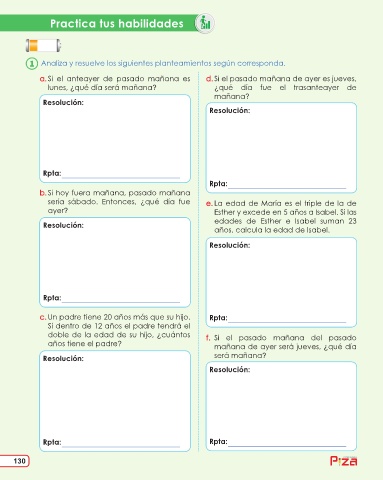 Practica tus habilidades
1 Analiza y resuelve los siguientes planteamientos según corresponda.
a. Si el anteayer de pasado mañana es
lunes, ¿qué día será mañana?
Resolución:
Rpta:
b. Si hoy fuera mañana, pasado mañana
sería sábado. Entonces, ¿qué día fue
ayer?
Resolución:
Rpta:
c. Un padre tiene 20 años más que su hijo.
Si dentro de 12 años el padre tendrá el
doble de la edad de su hijo, ¿cuántos
años tiene el padre?
Resolución:
Rpta:
d. Si el pasado mañana de ayer es jueves,
¿qué día fue el trasanteayer de
mañana?
Resolución:
Rpta:
e. La edad de María es el triple de la de
Esther y excede en 5 años a Isabel. Si las
edades de Esther e Isabel suman 23
años, calcula la edad de Isabel.
Resolución:
Rpta:
f. Si el pasado mañana del pasado
mañana de ayer será jueves, ¿qué día
será mañana?
Resolución:
Rpta:
130
PIza